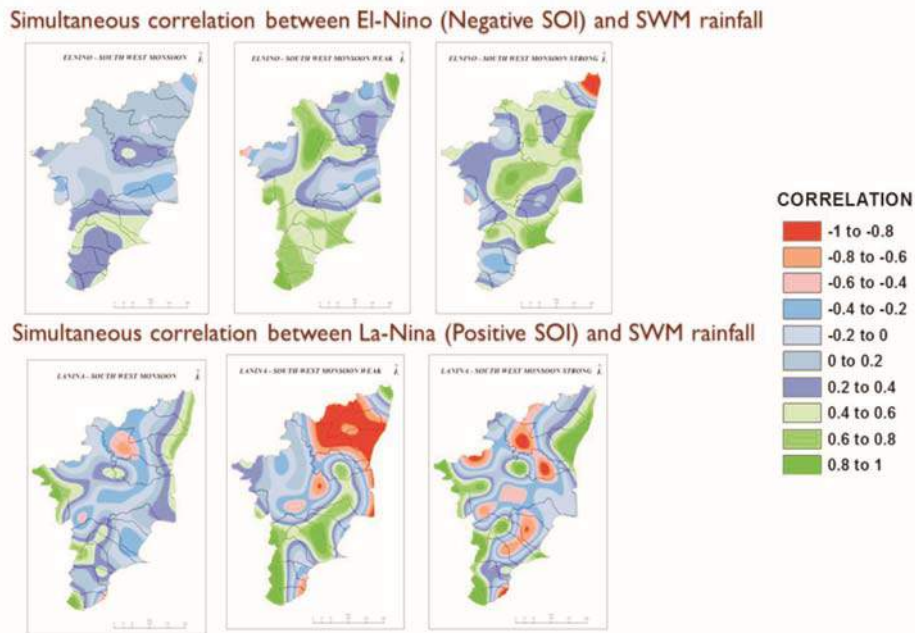 Simultaneous correlation between El-Nino (Negative SOI) and SWM rainfall
ELNINO - SOUTH WEST MONSOON
ELNINO - SOUTH WEST MONSOON WEAK
ELNINO - SOUTH WEST MONSOON STRONG
CORRELATION
-1 to -0.8
-0.8 to -0.6
-0.6 to -0.4
-0.4 to -0.2
-0.2 to 0
0 to 0.2
0.2 to 0.4
0.4 to 0.6
0.6 to 0.8
0.8 to 1
Simultaneous correlation between La-Nina (Positive SOI) and SWM rainfall
LANINA - SOUTH WEST MONSOON
LANINA - SOUTH WEST MONSOON WEAK
LANINA - SOUTH WEST MONSOON STRONG